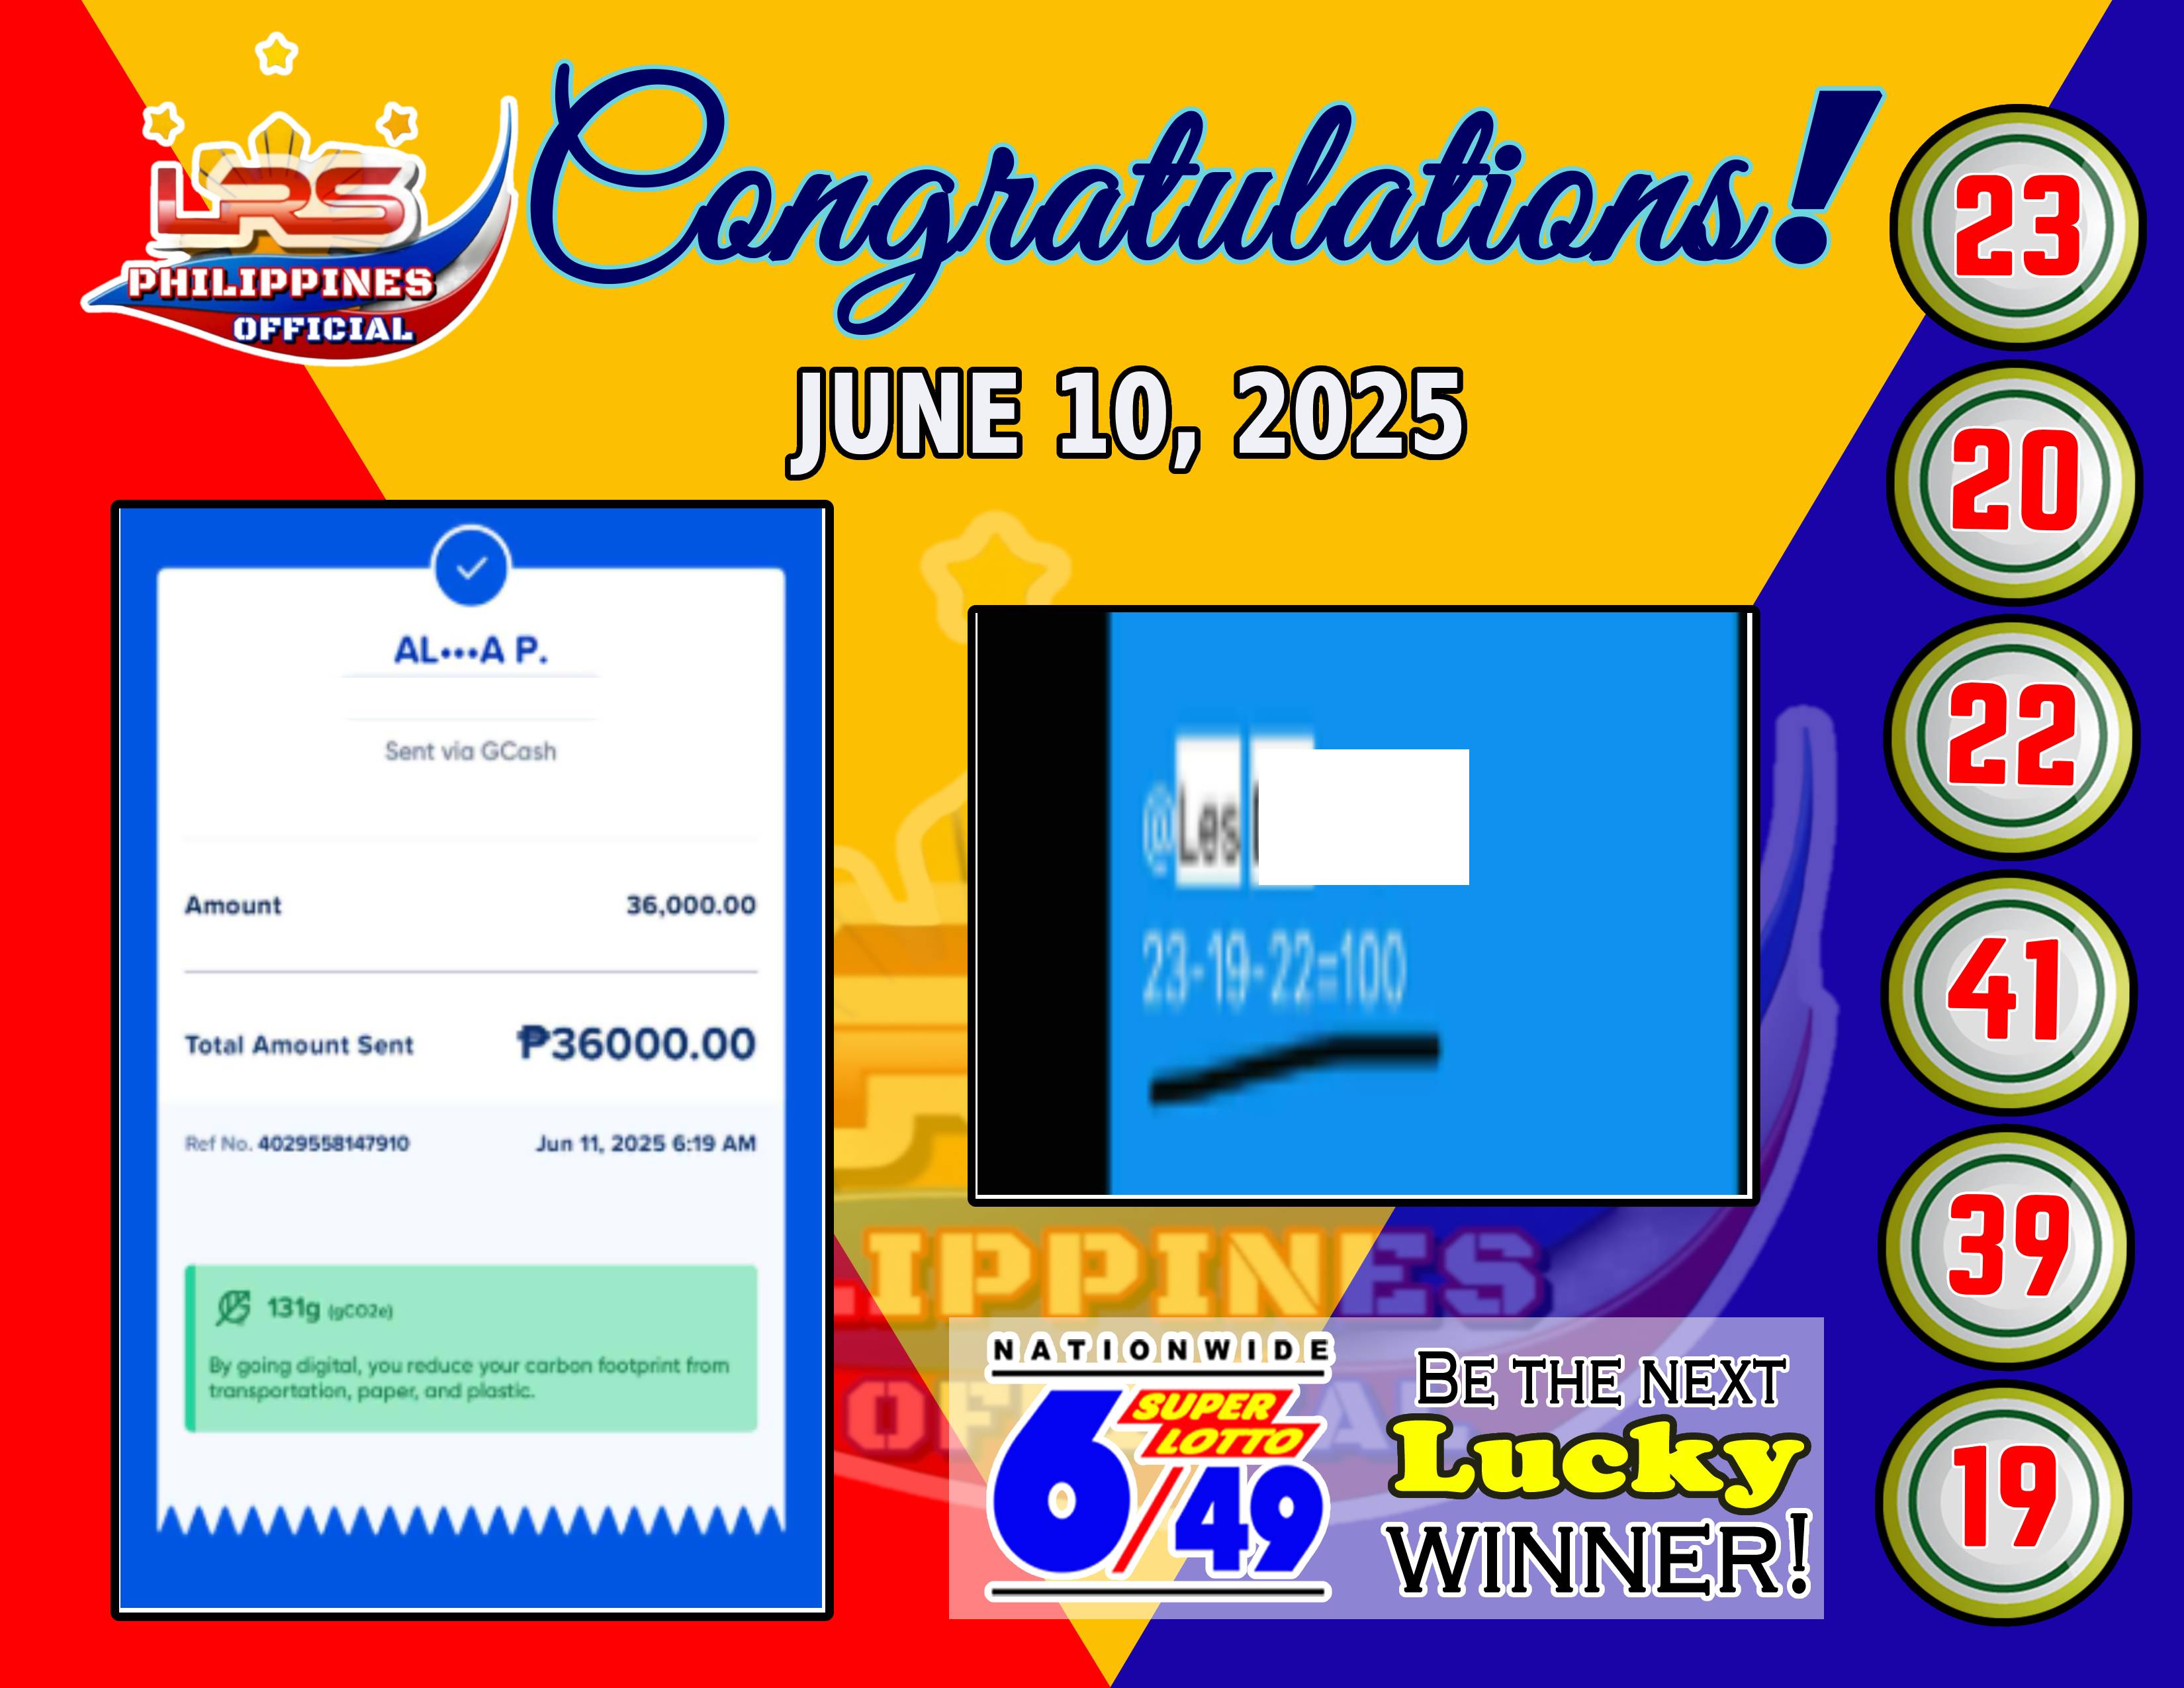 LRS
PHILIPPINES
OFFICIAL
Congratulations!
JUNE 10, 2025
AL•••A P.
Sent via GCash
Amount 36,000.00
Total Amount Sent ₱36000.00
Ref No. 4029558147910 Jun 11, 2025 6:19 AM
131g (gCO2e)
By going digital, you reduce your carbon footprint from
transportation, paper, and plastic.
@Les
23-19-22=100
LIPPINES
NATIONWIDE
SUPER
LOTTO
6/49
BE THE NEXT
Lucky
WINNER!
23
20
22
41
39
19